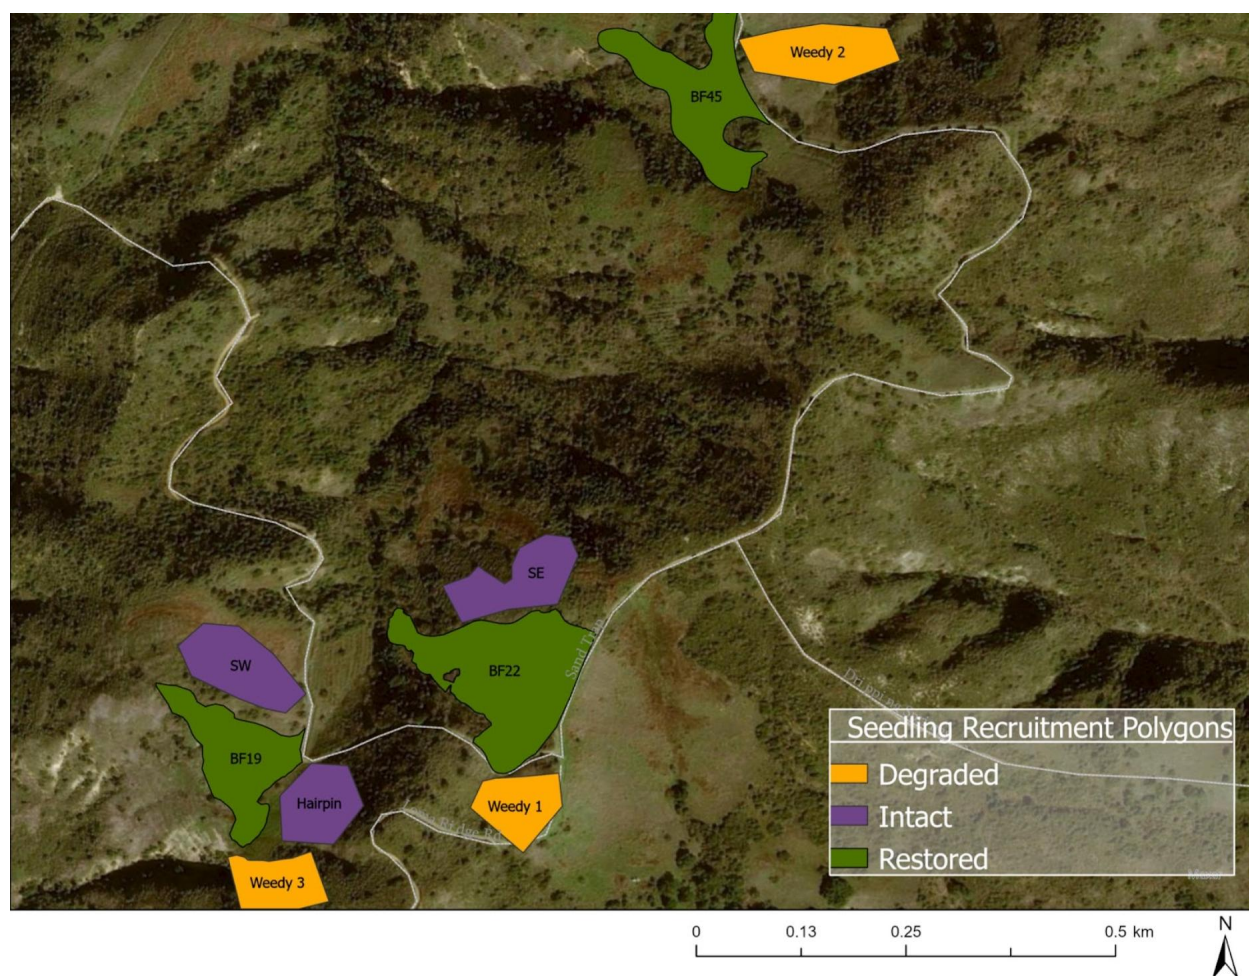 Weedy 2
BF45
SE
SW
BF22
BF19
Hairpin
Weedy 1
Weedy 3
Seedling Recruitment Polygons
Degraded
Intact
Restored
Maxar
0 0.13 0.25 0.5 km
N